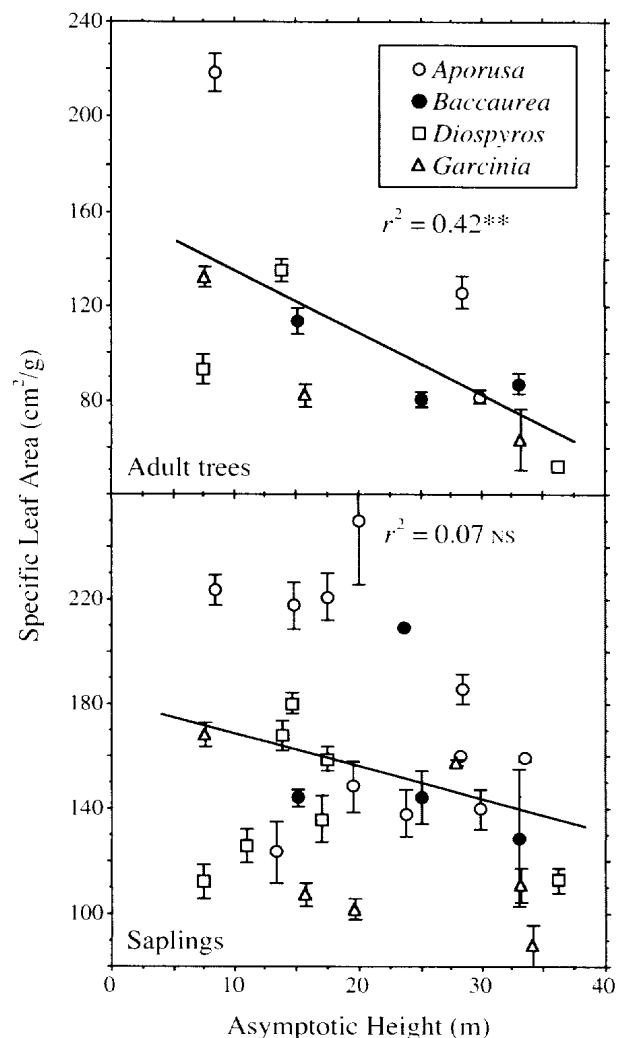 240
200
160
120
80
Aporusa
Baccaurea
Diospyros
Garcinia
r² = 0.42**
Adult trees
Specific Leaf Area (cm²/g)
r² = 0.07 NS
220
180
140
100
Saplings
0 10 20 30 40
Asymptotic Height (m)